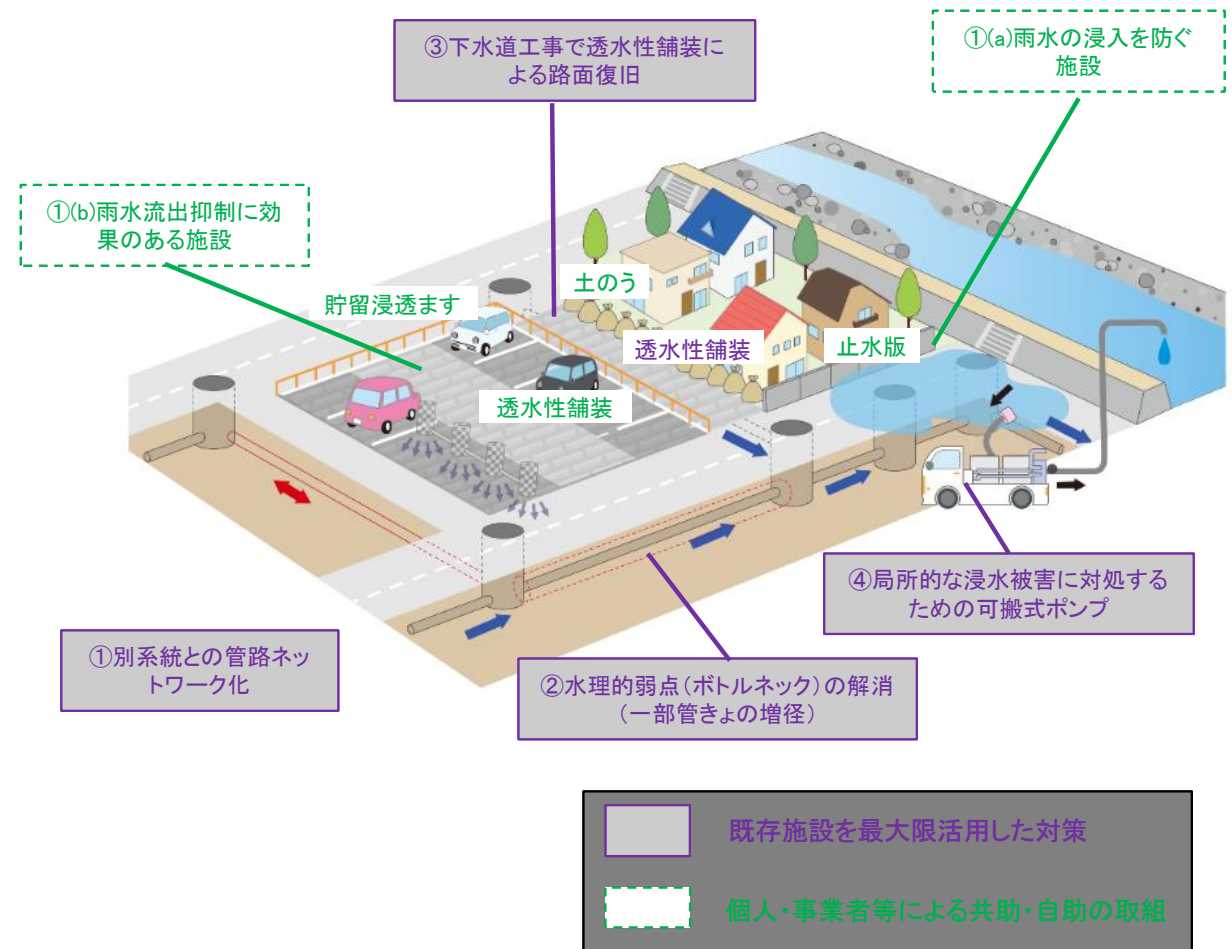 ③下水道工事で透水性舗装に
よる路面復旧
①(a)雨水の浸入を防ぐ
施設
①(b)雨水流出抑制に効
果のある施設
土のう
貯留浸透ます
透水性舗装
止水版
透水性舗装
④局所的な浸水被害に対処する
ための可搬式ポンプ
①別系統との管路ネッ
トワーク化
②水理的弱点(ボトルネック)の解消
(一部管きょの増径)
既存施設を最大限活用した対策
個人・事業者等による共助・自助の取組